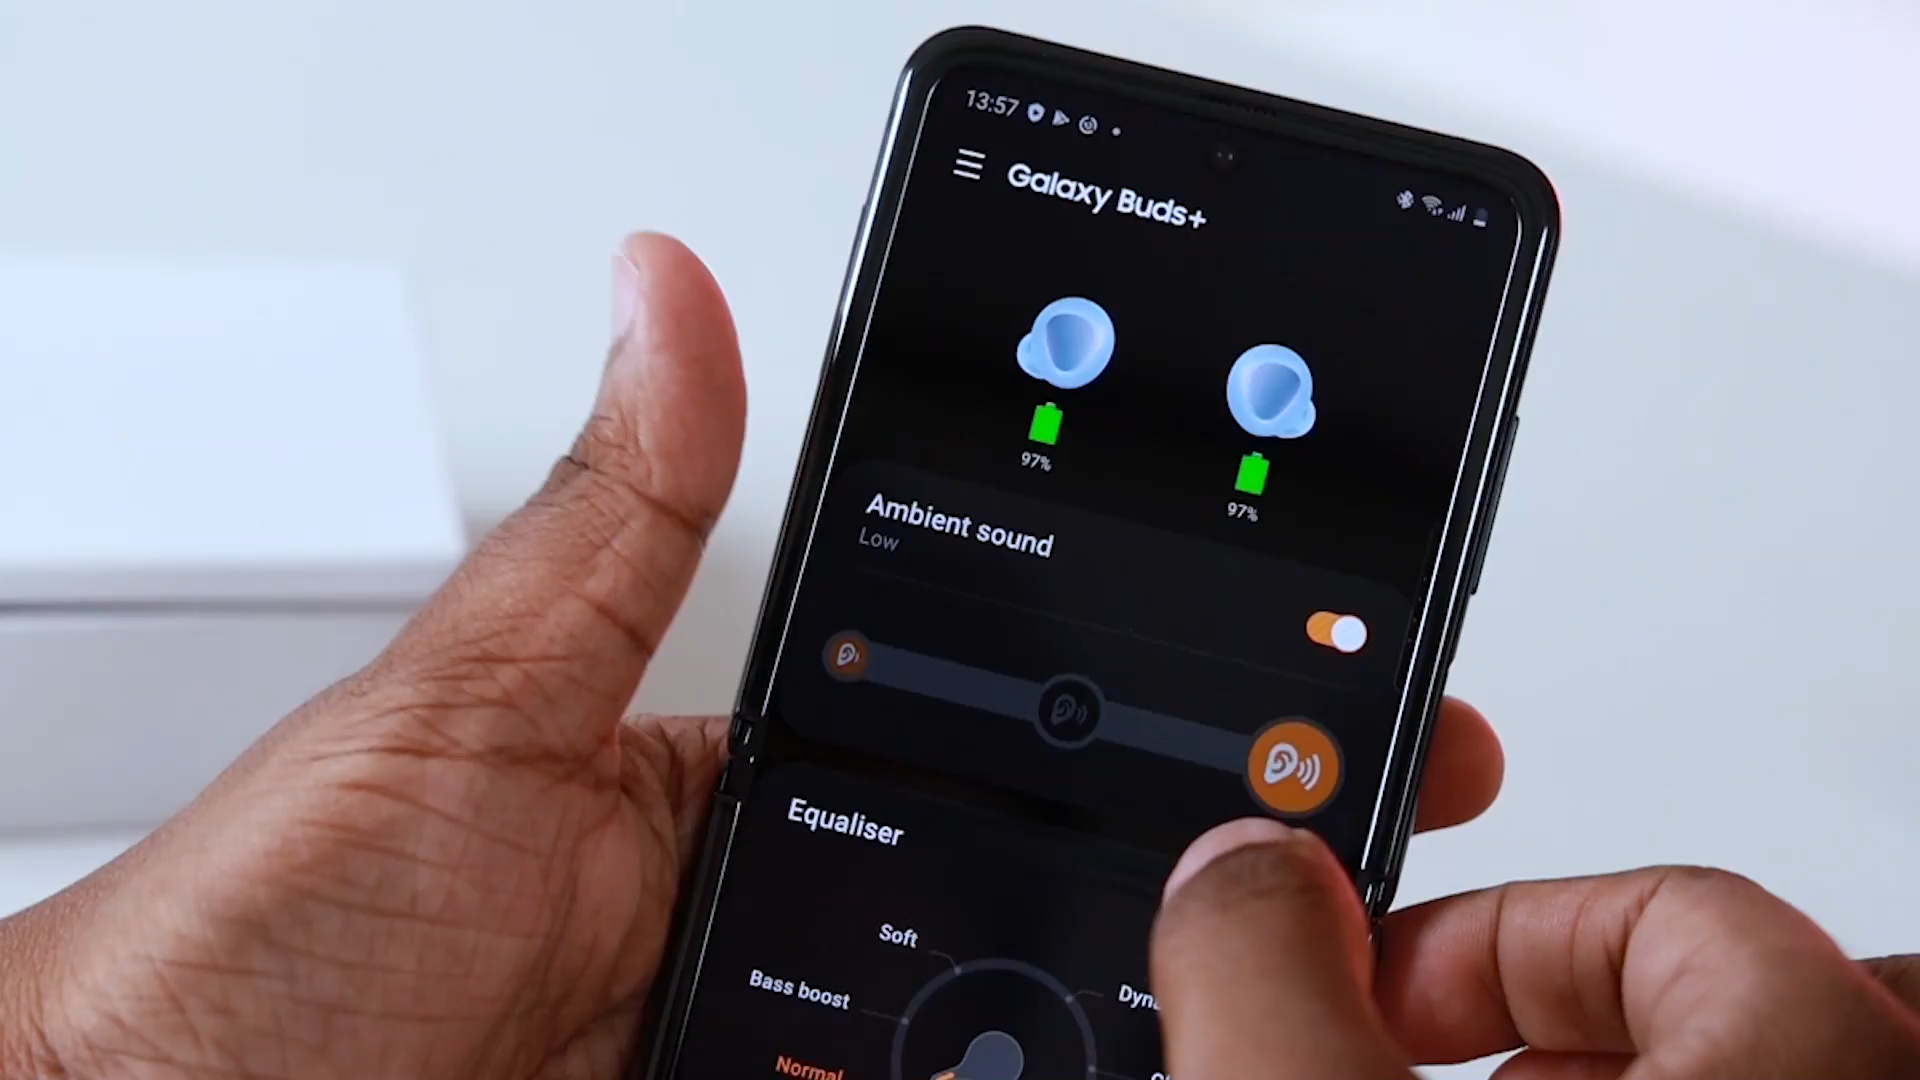 13:57
Galaxy Buds+
97%
97%
Ambient sound
Low
Equaliser
Soft
Bass boost
Normal